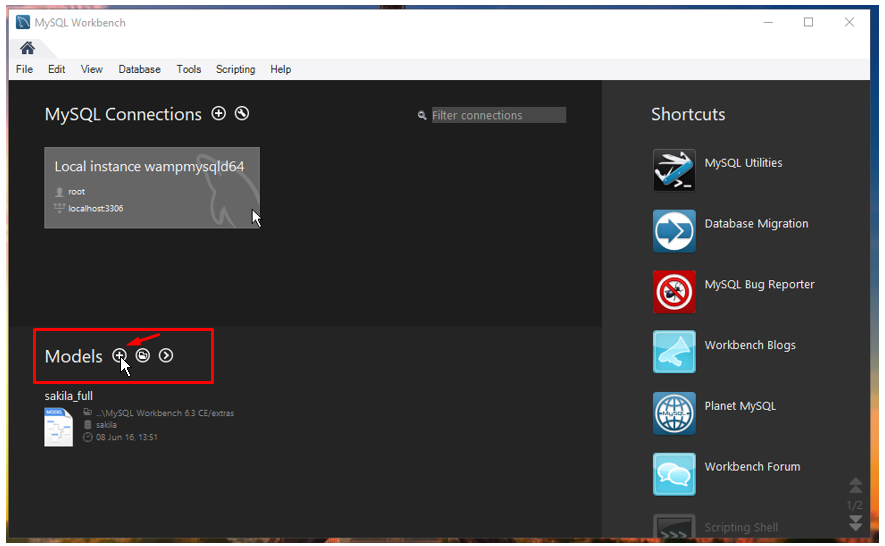 MySQL Workbench
File Edit View Database Tools Scripting Help
MySQL Connections
Filter connections
Local instance wampmysqld64
root
localhost:3306
Models
sakila_full
MODEL
...\MySQL Workbench 6.3 CE/extras
sakila
08 Jun 16, 13:51
Shortcuts
MySQL Utilities
Database Migration
MySQL Bug Reporter
Workbench Blogs
Planet MySQL
MySQL
Workbench Forum
Scripting Shell
1/2